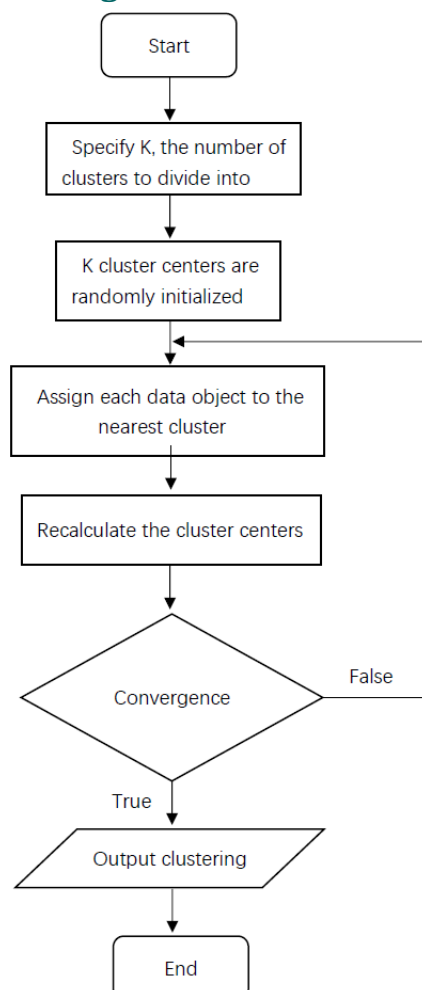 Start
Specify K, the number of
clusters to divide into
K cluster centers are
randomly initialized
Assign each data object to the
nearest cluster
Recalculate the cluster centers
Convergence
False
True
Output clustering
End